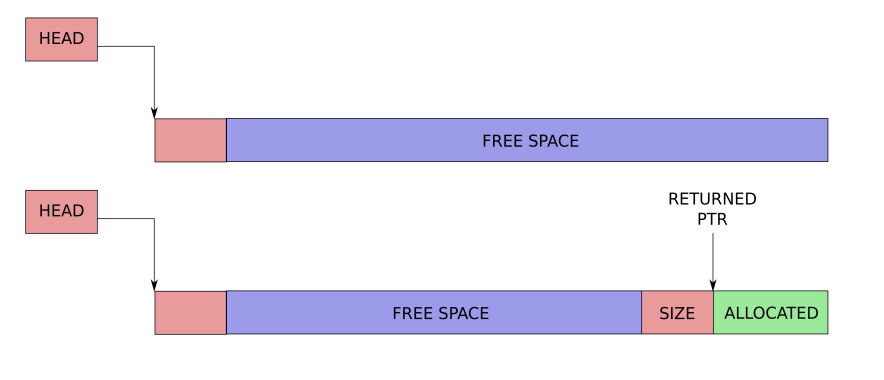 HEAD
FREE SPACE
HEAD
RETURNED
PTR
FREE SPACE
SIZE
ALLOCATED